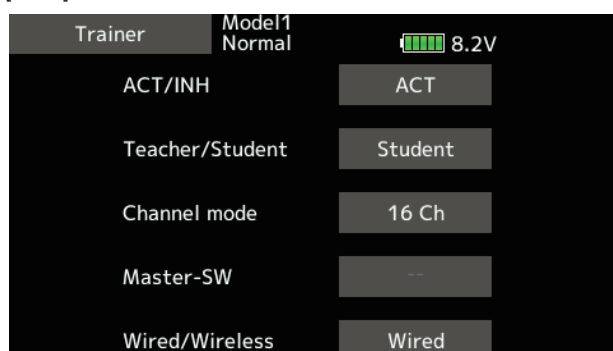 Trainer
Model1
Normal
8.2V
ACT/INH
ACT
Teacher/Student
Student
Channel mode
16 Ch
Master-SW
--
Wired/Wireless
Wired